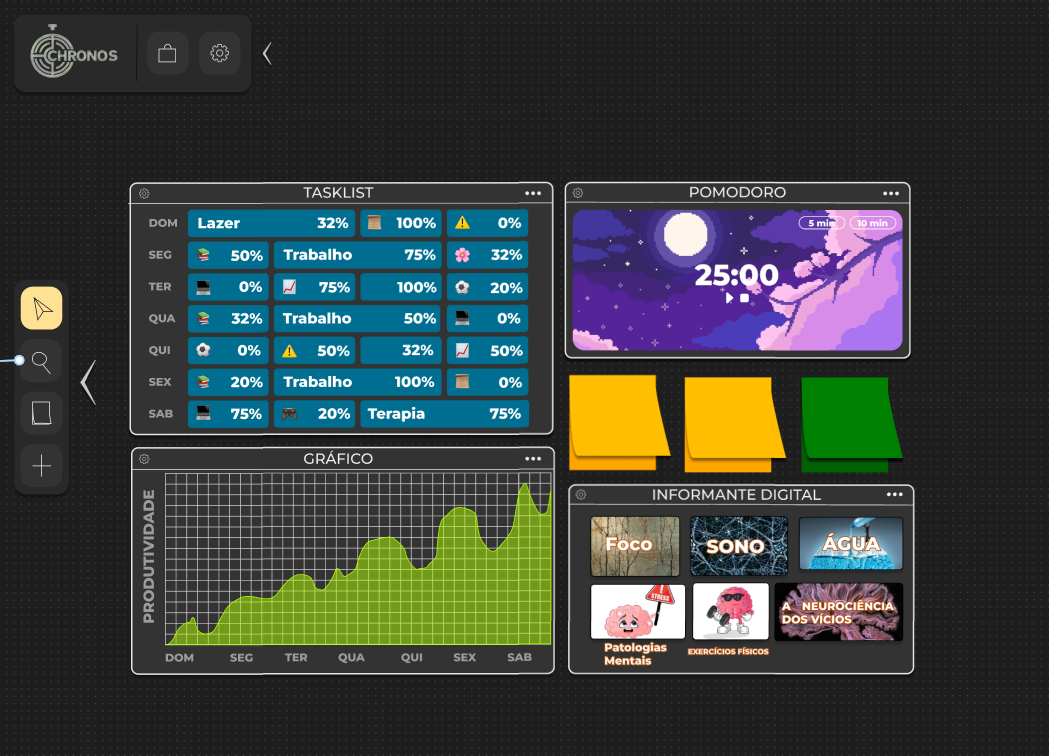 CHRONOS
TASKLIST
DOM Lazer 32% 100% 0%
SEG 50% Trabalho 75% 32%
TER 0% 75% 100% 20%
QUA 32% Trabalho 50% 0%
QUI 0% 50% 32% 50%
SEX 20% Trabalho 100% 0%
SAB 75% 20% Terapia 75%
POMODORO
5 min 10 min
25:00
GRÁFICO
PRODUTIVIDADE
DOM SEG TER QUA QUI SEX SAB
INFORMANTE DIGITAL
Foco
SONO
ÁGUA
STRESS
Patologias
Mentais
EXERCÍCIOS FÍSICOS
A NEUROCIÊNCIA
DOS VÍCIOS